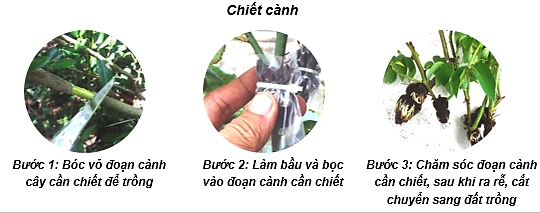 Chiết cành
Bước 1: Bóc vỏ đoạn cành
cây cần chiết để trồng
Bước 2: Làm bầu và bọc
vào đoạn cành cần chiết
Bước 3: Chăm sóc đoạn cành
cần chiết, sau khi ra rễ, cắt
chuyển sang đất trồng